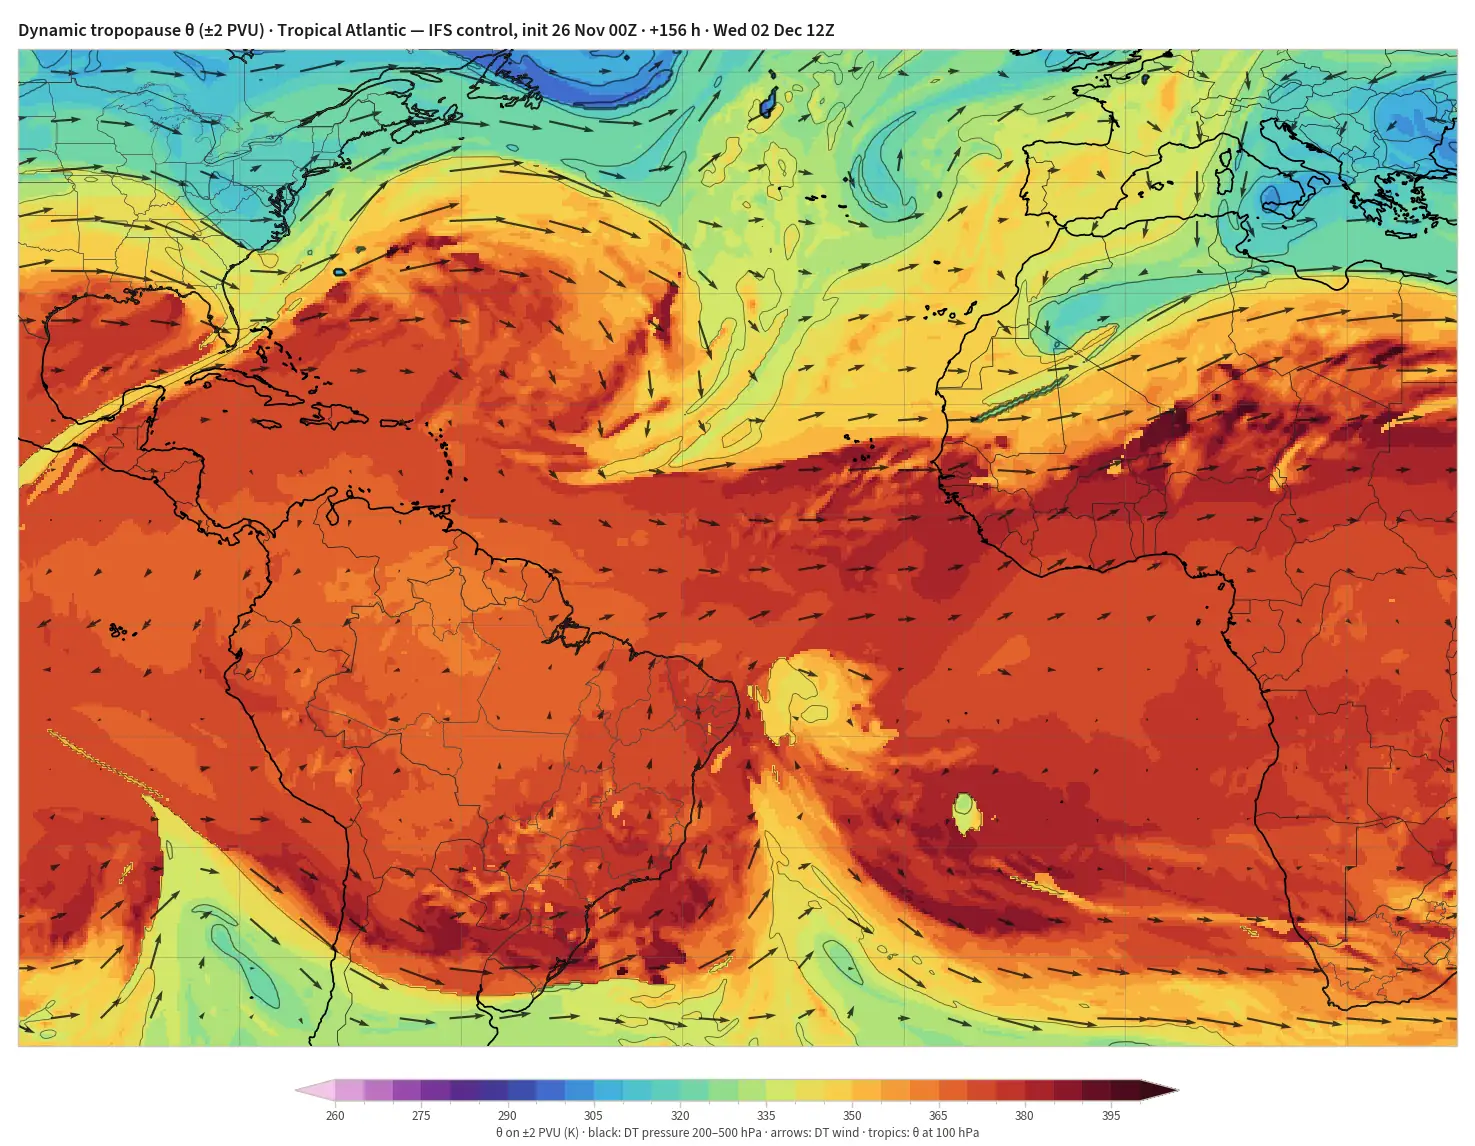 Dynamic tropopause θ (±2 PVU) · Tropical Atlantic — IFS control, init 26 Nov 00Z · +156 h · Wed 02 Dec 12Z
260 275 290 305 320 335 350 365 380 395
θ on ±2 PVU (K) · black: DT pressure 200–500 hPa · arrows: DT wind · tropics: θ at 100 hPa